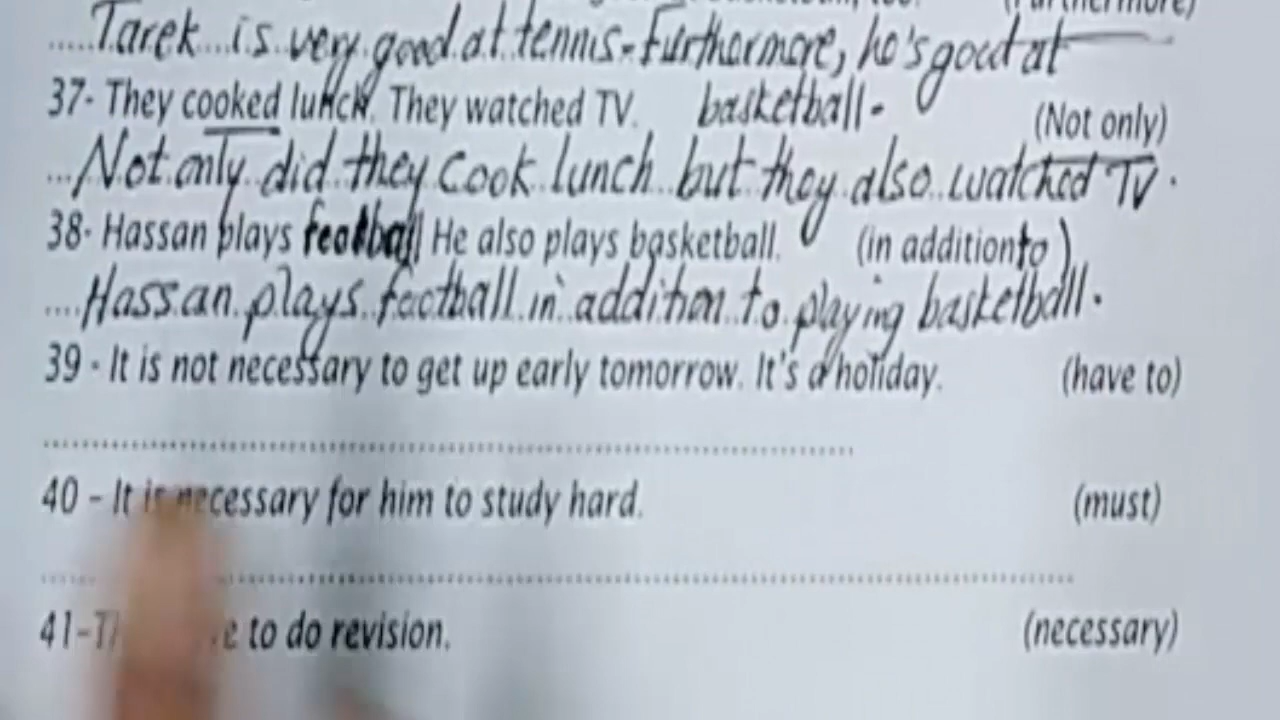 (Furthermore)
Tarek is very good at tennis. Furthermore, he's good at
37- They cooked lunch. They watched TV. basketball. (Not only)
Not only did they cook lunch but they also watched TV.
38- Hassan plays football He also plays basketball. (in addition to)
Hassan plays football in addition to playing basketball.
39 - It is not necessary to get up early tomorrow. It's a holiday. (have to)
40 - It is necessary for him to study hard. (must)
41- to do revision. (necessary)